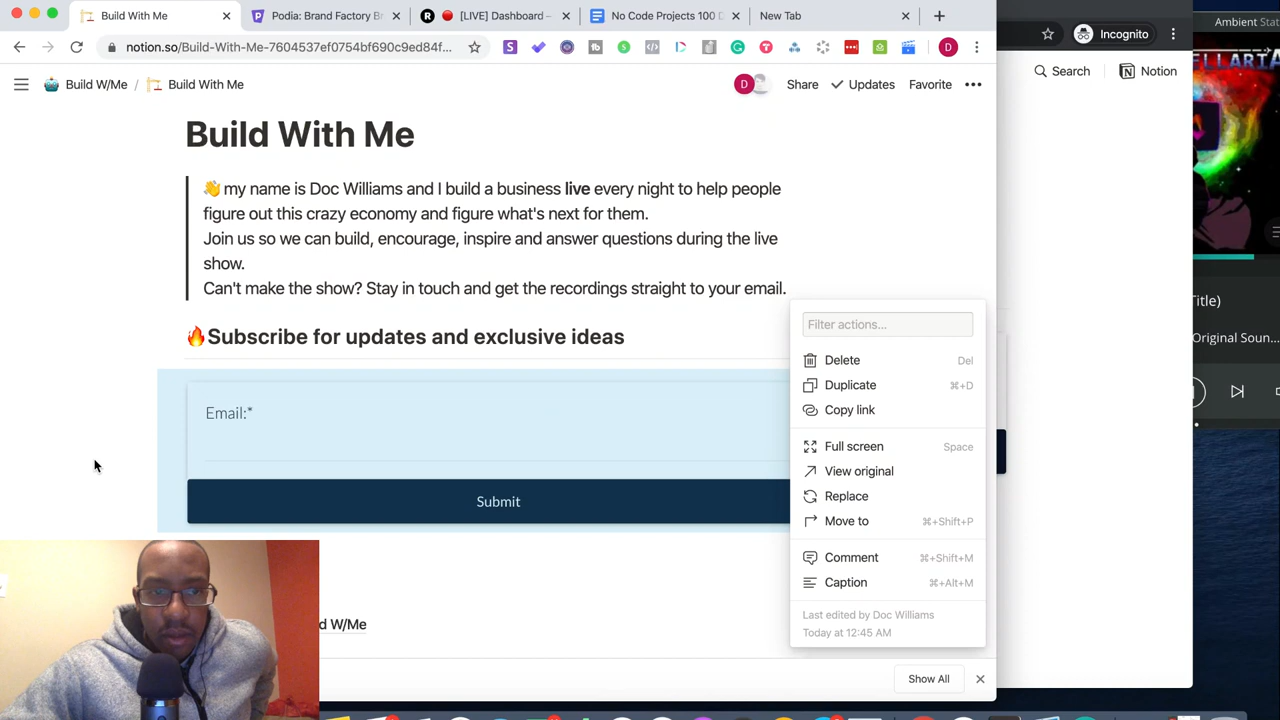 Build With Me
Podia: Brand Factory B
[LIVE] Dashboard –
No Code Projects 100 D
New Tab
notion.so/Build-With-Me-7604537ef0754bf690c9ed84f...
D
Incognito
Ambient Stat
Build W/Me / Build With Me
D
Share
Updates
Favorite
Search
Notion
Build With Me
👋 my name is Doc Williams and I build a business live every night to help people
figure out this crazy economy and figure what's next for them.
Join us so we can build, encourage, inspire and answer questions during the live
show.
Can't make the show? Stay in touch and get the recordings straight to your email.
🔥Subscribe for updates and exclusive ideas
Email:*
Submit
d W/Me
Filter actions...
Delete Del
Duplicate ⌘+D
Copy link
Full screen Space
View original
Replace
Move to ⌘+Shift+P
Comment ⌘+Shift+M
Caption ⌘+Alt+M
Last edited by Doc Williams
Today at 12:45 AM
Show All
Title)
Original Soun...